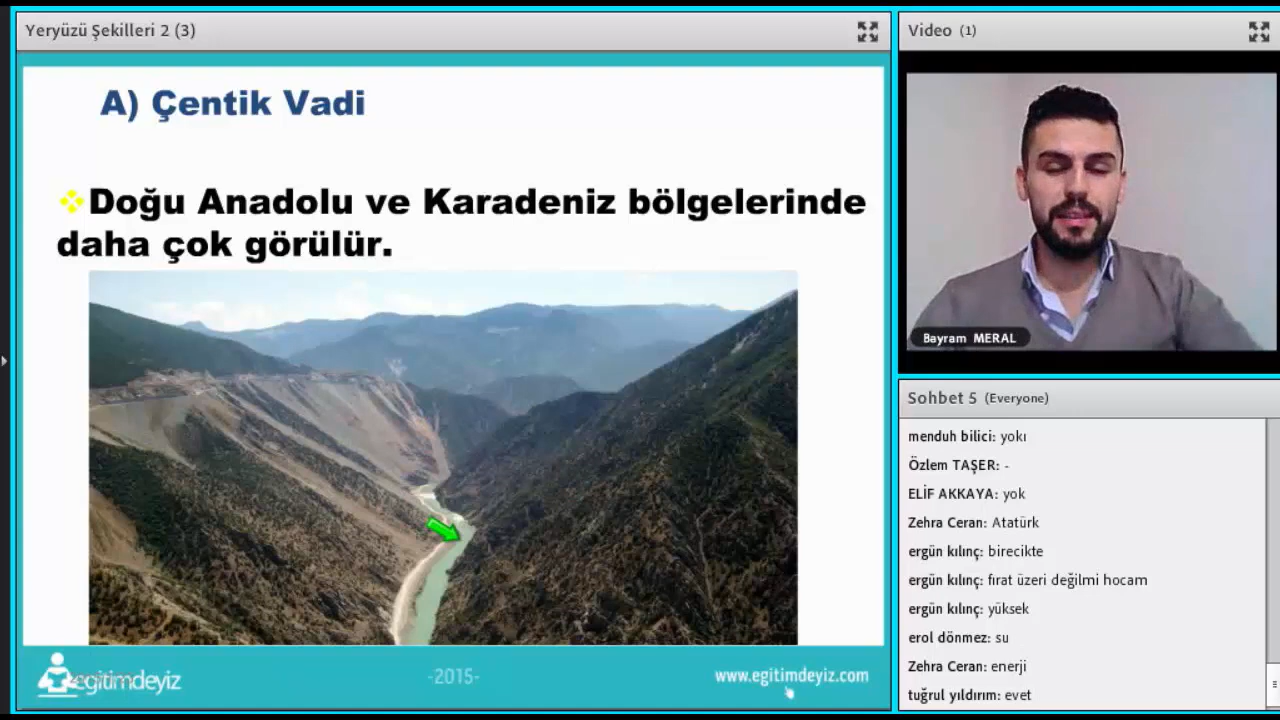 Yeryüzü Şekilleri 2 (3)
A) Çentik Vadi
Doğu Anadolu ve Karadeniz bölgelerinde
daha çok görülür.
egitimdeyiz
-2015-
www.egitimdeyiz.com
Video (1)
Bayram MERAL
Sohbet 5 (Everyone)
menduh bilici: yokı
Özlem TAŞER: -
ELİF AKKAYA: yok
Zehra Ceran: Atatürk
ergün kılınç: birecikte
ergün kılınç: fırat üzeri değilmi hocam
ergün kılınç: yüksek
erol dönmez: su
Zehra Ceran: enerji
tuğrul yıldırım: evet